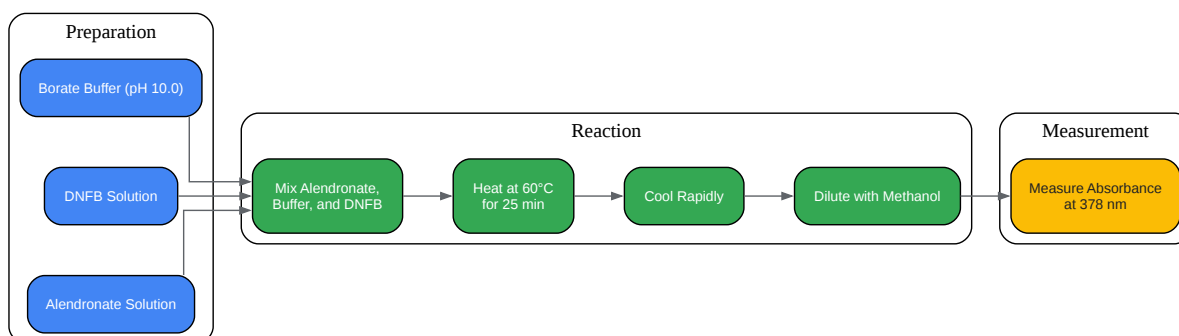 Preparation
Borate Buffer (pH 10.0)
DNFB Solution
Alendronate Solution
Reaction
Mix Alendronate,
Buffer, and DNFB
Heat at 60°C
for 25 min
Cool Rapidly
Dilute with Methanol
Measurement
Measure Absorbance
at 378 nm